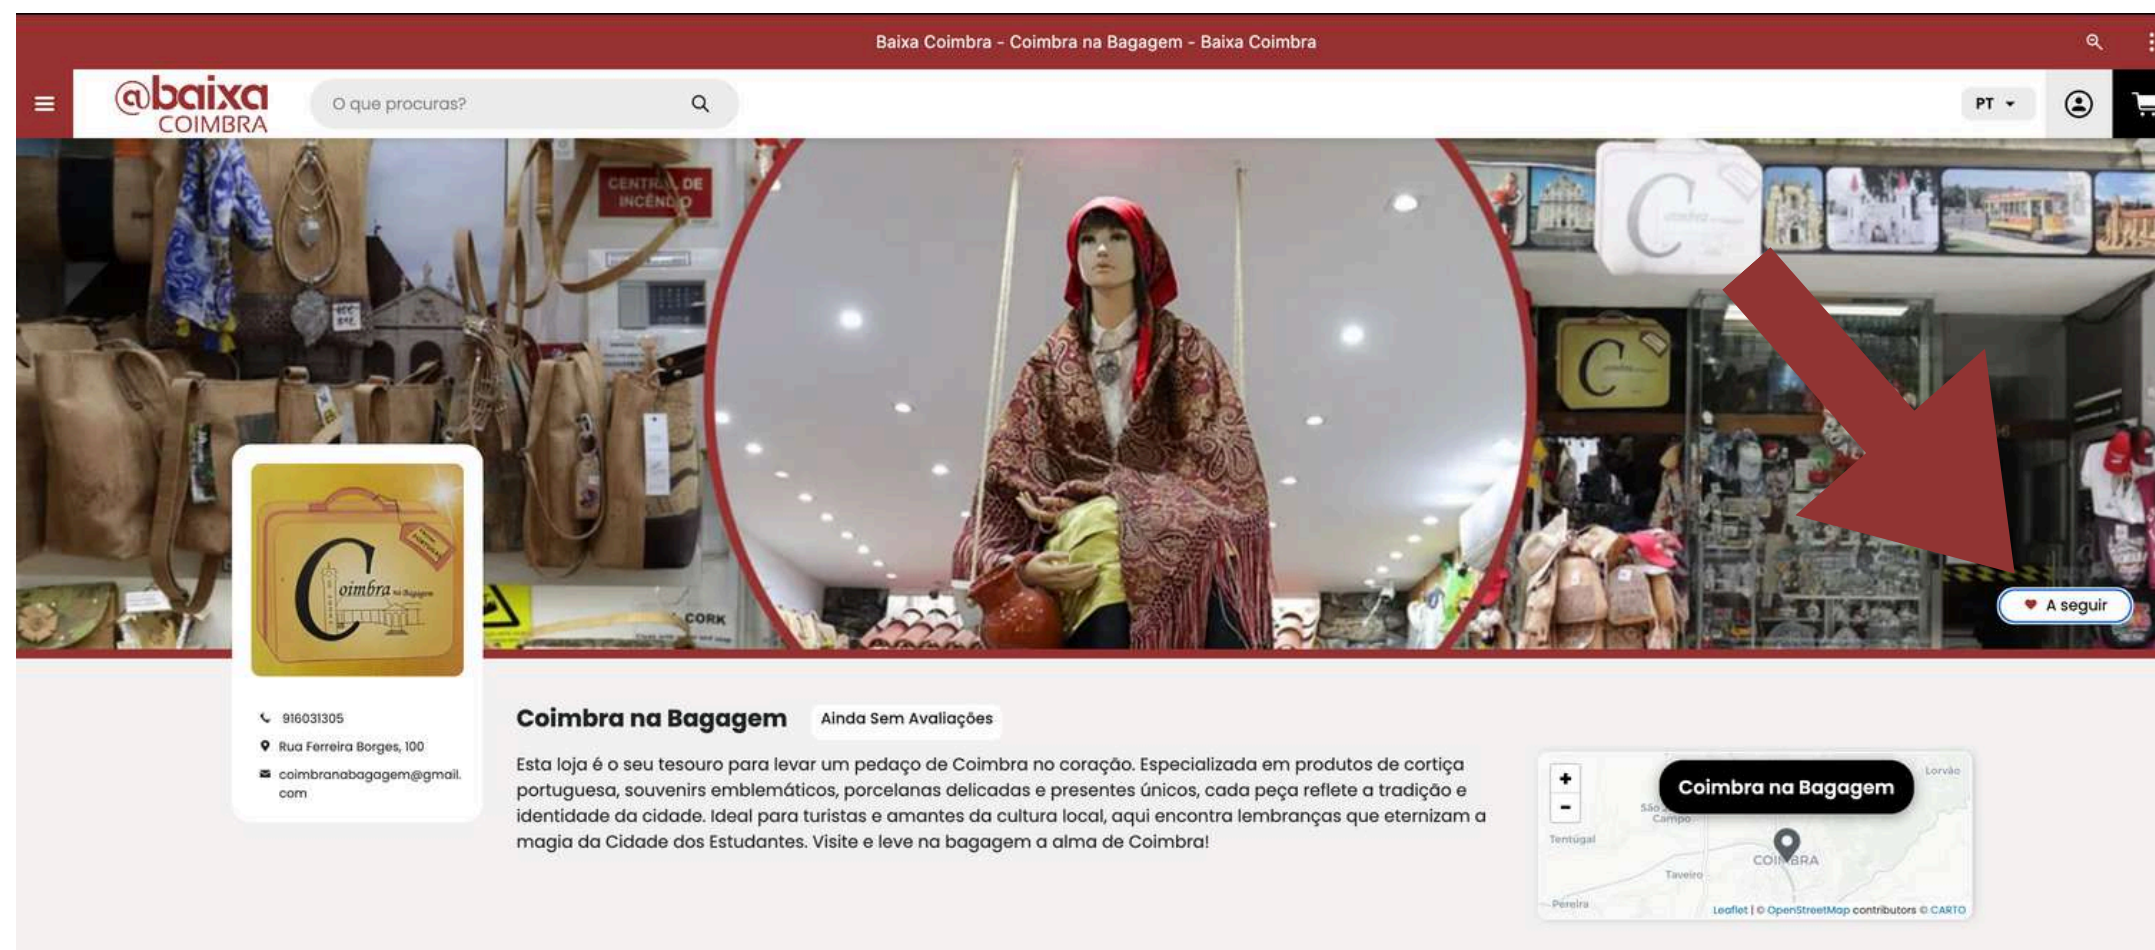 Baixa Coimbra - Coimbra na Bagagem - Baixa Coimbra
@baixa
COIMBRA
O que procuras?
PT
CENTRAL DE
INCÊNDIO
C
C
Coimbra na Bagagem
CORK
A seguir
916031305
Rua Ferreira Borges, 100
coimbranabagagem@gmail.
com
Coimbra na Bagagem
Ainda Sem Avaliações
Esta loja é o seu tesouro para levar um pedaço de Coimbra no coração. Especializada em produtos de cortiça
portuguesa, souvenirs emblemáticos, porcelanas delicadas e presentes únicos, cada peça reflete a tradição e
identidade da cidade. Ideal para turistas e amantes da cultura local, aqui encontra lembranças que eternizam a
magia da Cidade dos Estudantes. Visite e leve na bagagem a alma de Coimbra!
+
-
Coimbra na Bagagem
Lorvão
São
Campo
Tentúgal
COIMBRA
Taveiro
Pereira
Leaflet | © OpenStreetMap contributors © CARTO